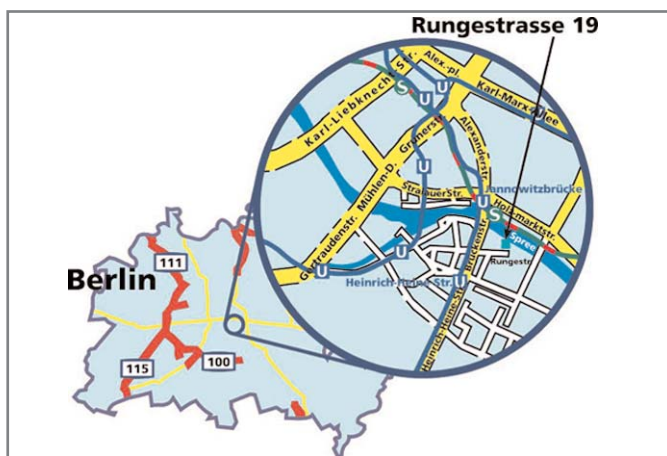 Rungestrasse 19
Alex.-pl.
Karl-Marx-Allee
Karl-Liebknecht Str.
U
S
U
Grunerstr.
Alexanderstr.
U
Mühlen-D.
Stralauer Str.
Jannowitzbrücke
U
S
Holzmarktstr.
Gertraudenstr.
Spree
Brückenstr.
Rungestr.
U
U
Heinrich-Heine Str.
U
Heinrich-Heine-Str.
Berlin
111
115
100